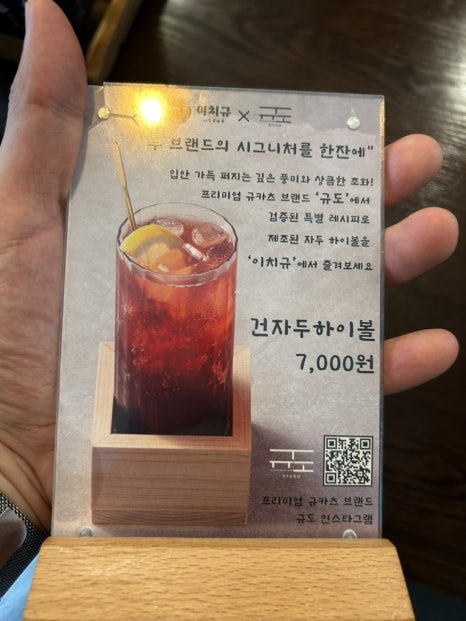 이치규 × 규도
브랜드의 시그니처를 한잔에"
입안 가득 퍼지는 깊은 풍미와 상큼한 조화!
프리미엄 규카츠 브랜드 '규도'에서
검증된 특별 레시피로
제조된 자두 하이볼을
'이치규'에서 즐겨보세요
건자두하이볼
7,000원
규도
프리미엄 규카츠 브랜드
규도 인스타그램